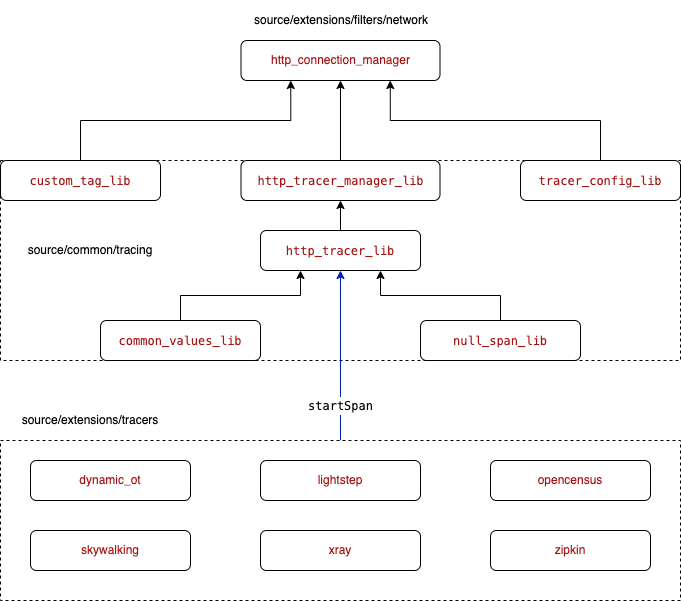 source/extensions/filters/network
http_connection_manager
custom_tag_lib
http_tracer_manager_lib
tracer_config_lib
source/common/tracing
http_tracer_lib
common_values_lib
null_span_lib
startSpan
source/extensions/tracers
dynamic_ot
lightstep
opencensus
skywalking
xray
zipkin